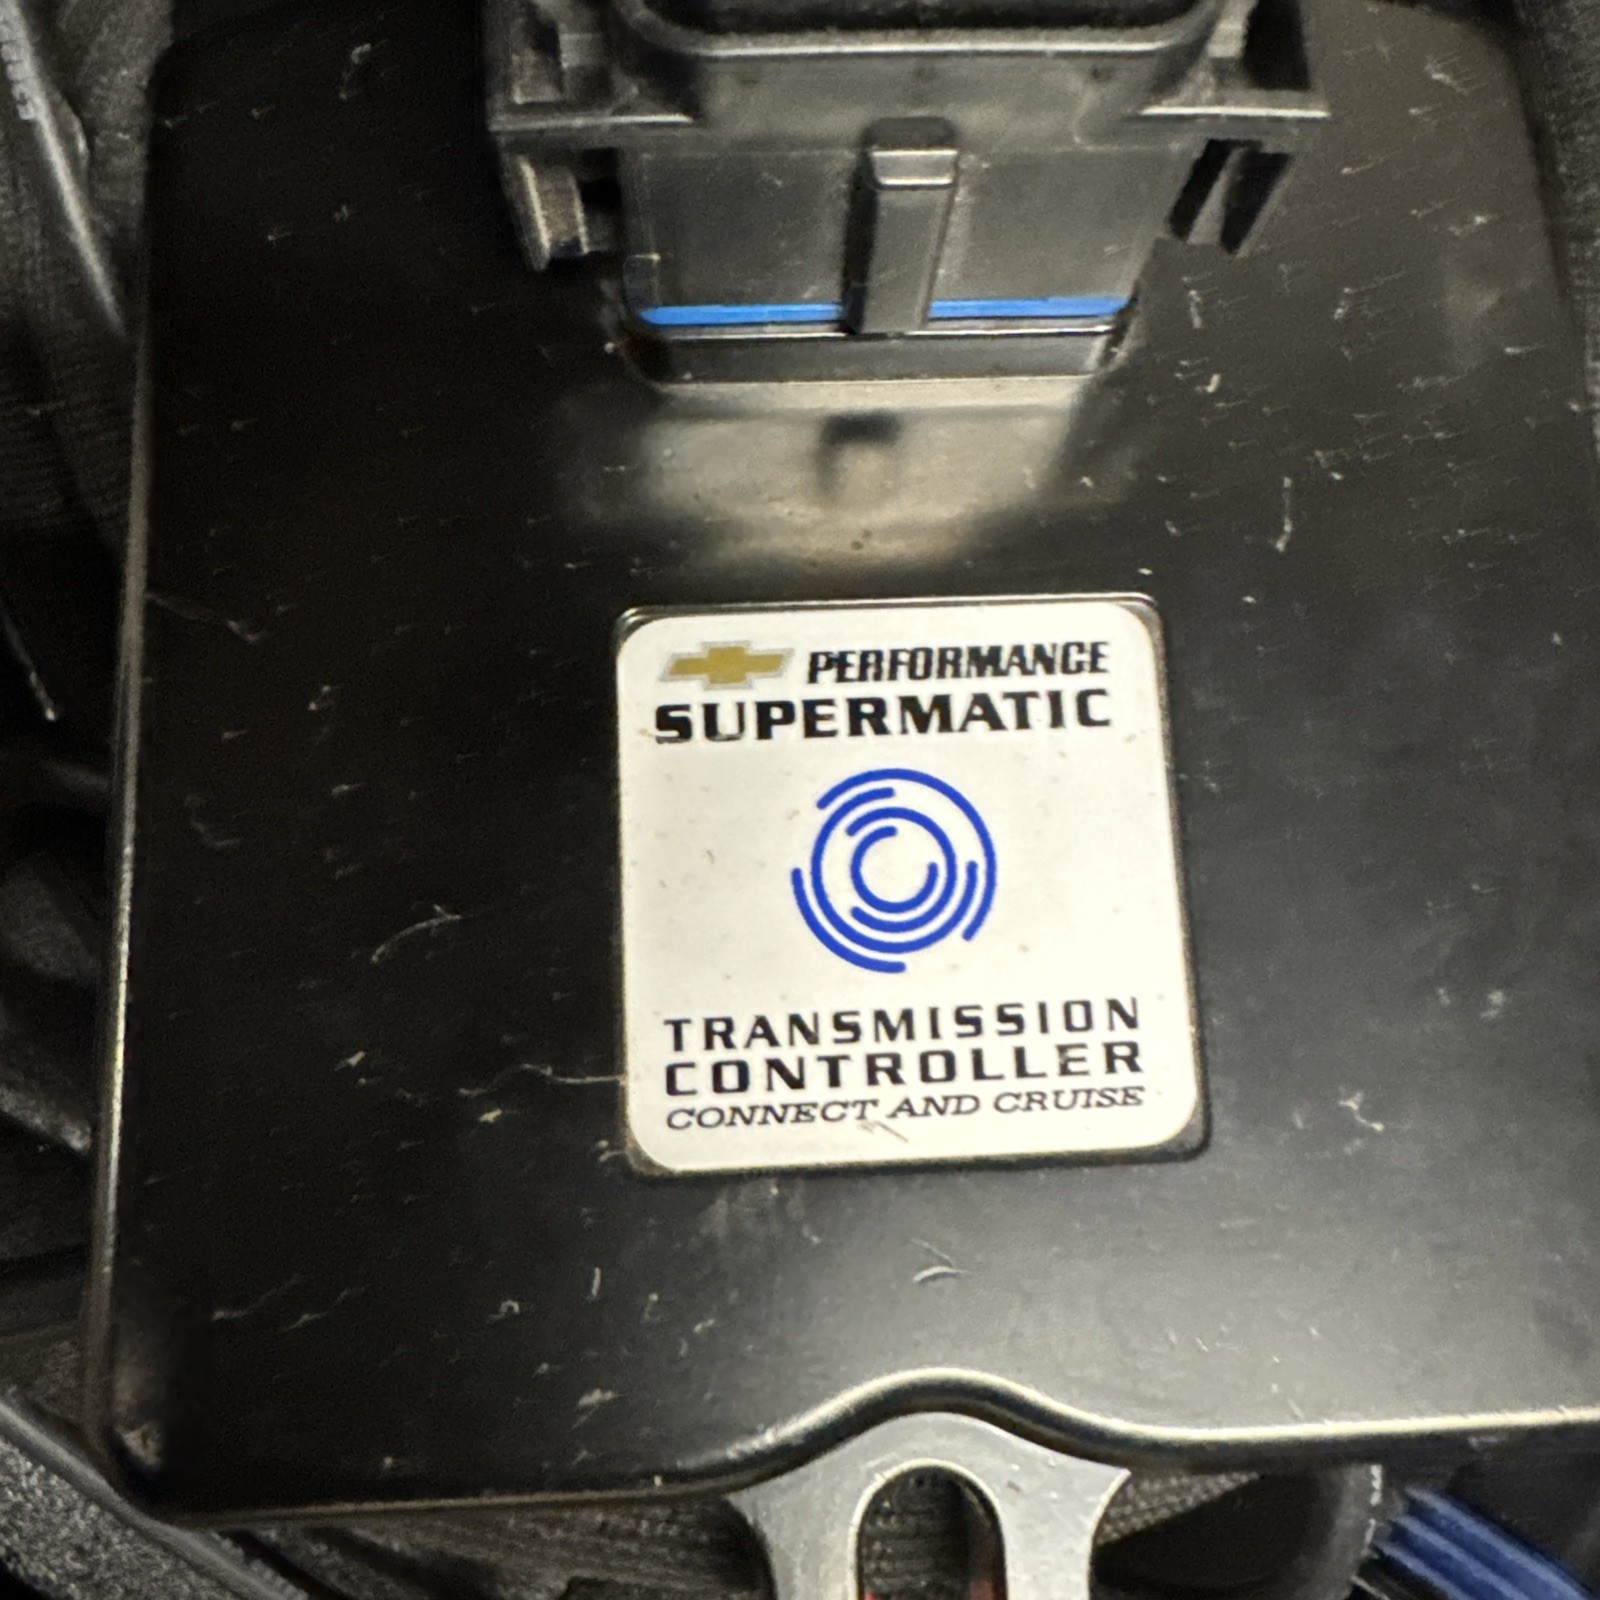 PERFORMANCE
SUPERMATIC
TRANSMISSION
CONTROLLER
CONNECT AND CRUISE